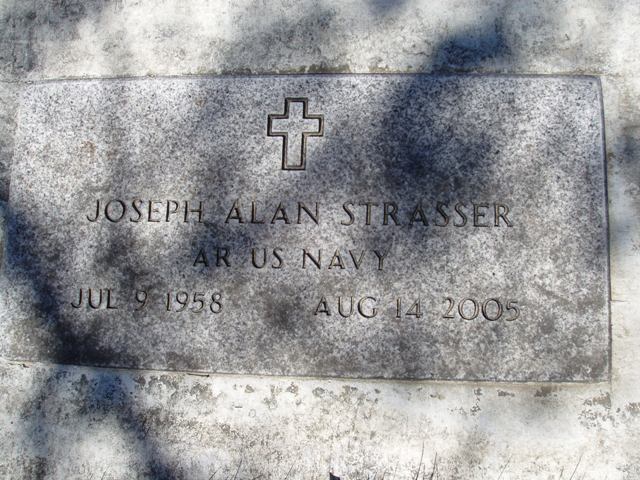 JOSEPH ALAN STRASSER
AR US NAVY
JUL 9 1958 AUG 14 2005